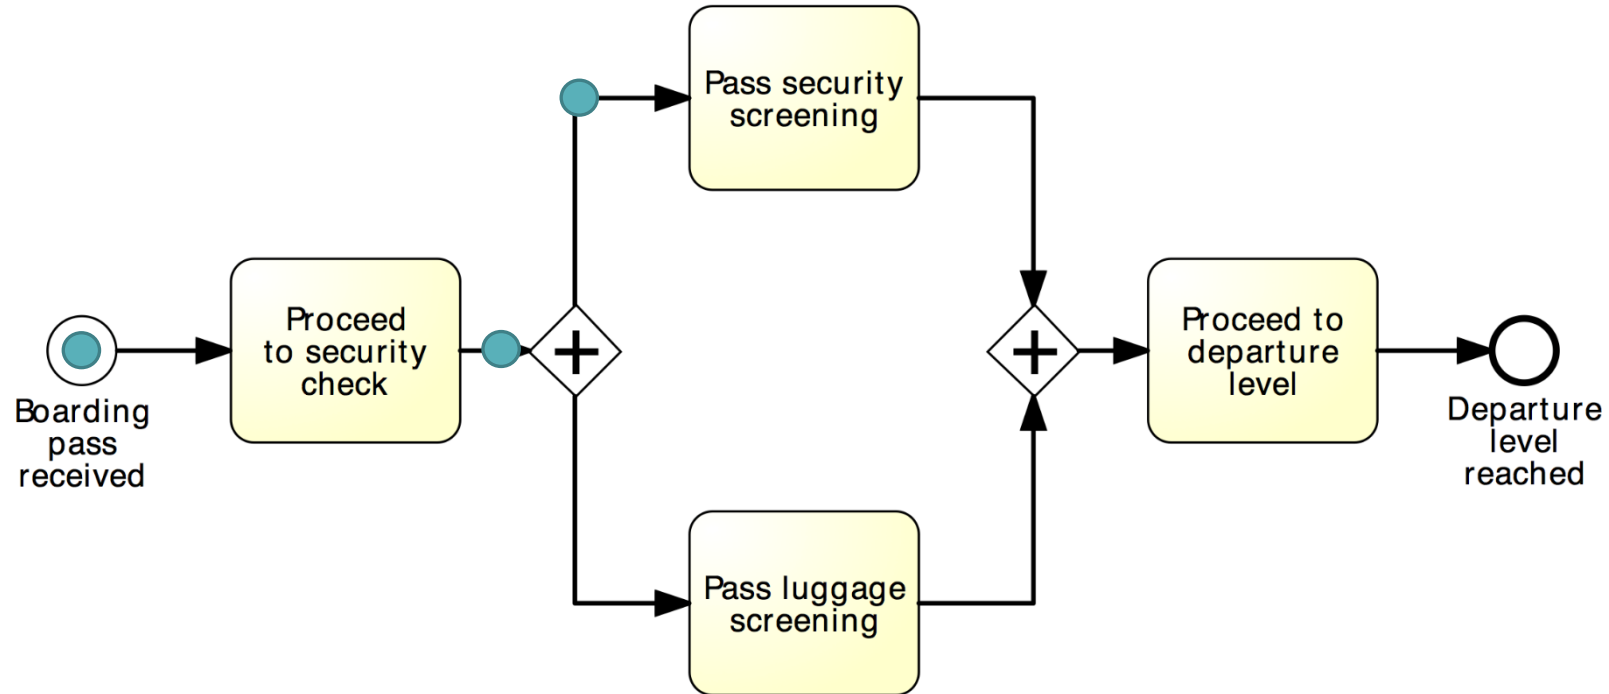 Boarding
pass
received
Proceed
to security
check
Pass security
screening
Pass luggage
screening
Proceed to
departure
level
Departure
level
reached